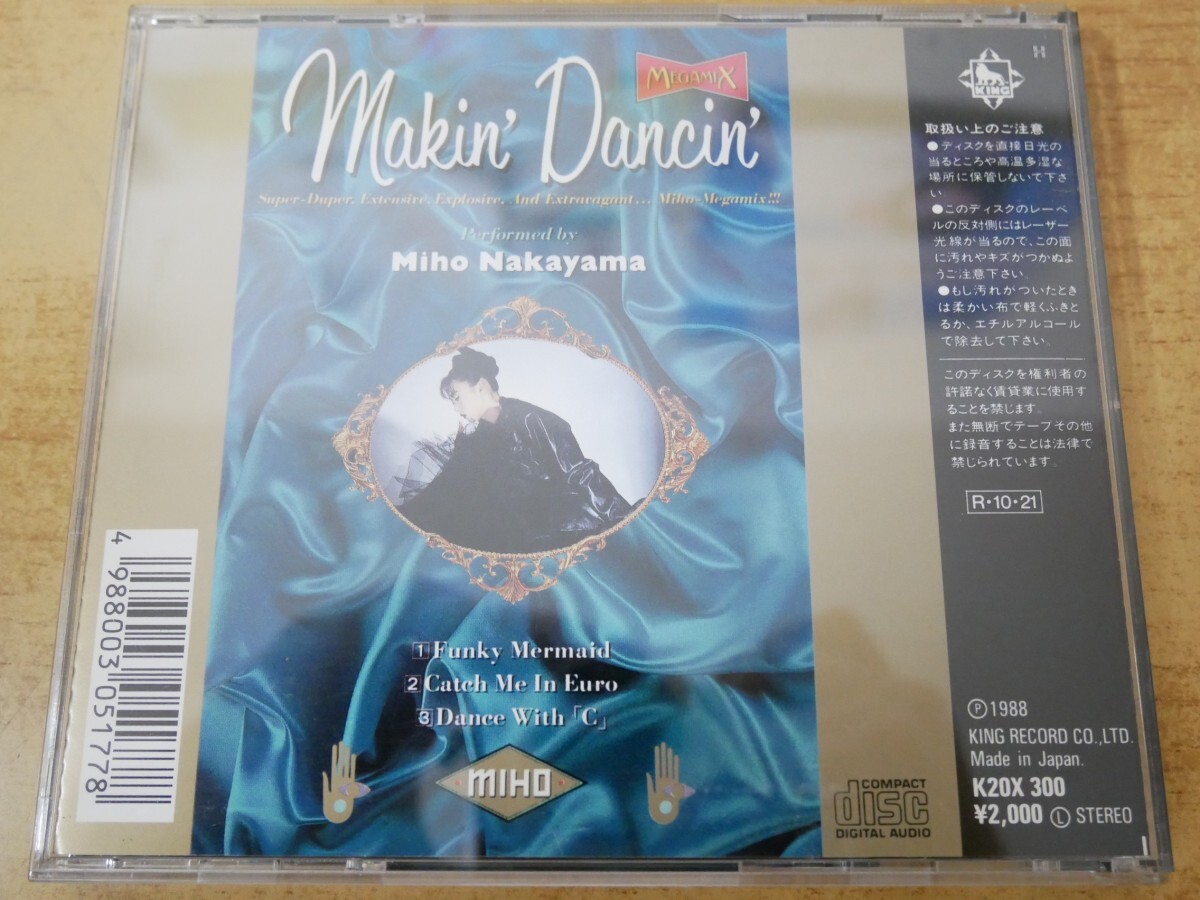 Makin' Dancin'
MEGAMIX
Super-Duper, Extensive, Explosive, And Extravagant... Miho-Megamix!!!
Performed by
Miho Nakayama
1 Funky Mermaid
2 Catch Me In Euro
3 Dance With「C」
MIHO
4 988003 051778
H
KING
取扱い上のご注意
●ディスクを直接日光の
当るところや高温多湿な
場所に保管しないで下さ
い
●このディスクのレーベ
ルの反対側にはレーザー
光線が当るので、この面
に汚れやキズがつかぬよ
うご注意下さい。
●もし汚れがついたとき
は柔かい布で軽くふきと
るか、エチルアルコール
で除去して下さい。
このディスクを権利者の
許諾なく賃貸業に使用す
ることを禁じます。
また無断でテープその他
に録音することは法律で
禁じられています。
R・10・21
Ⓟ1988
KING RECORD CO.,LTD.
Made in Japan.
K20X 300
¥2,000 Ⓛ STEREO
COMPACT
disc
DIGITAL AUDIO